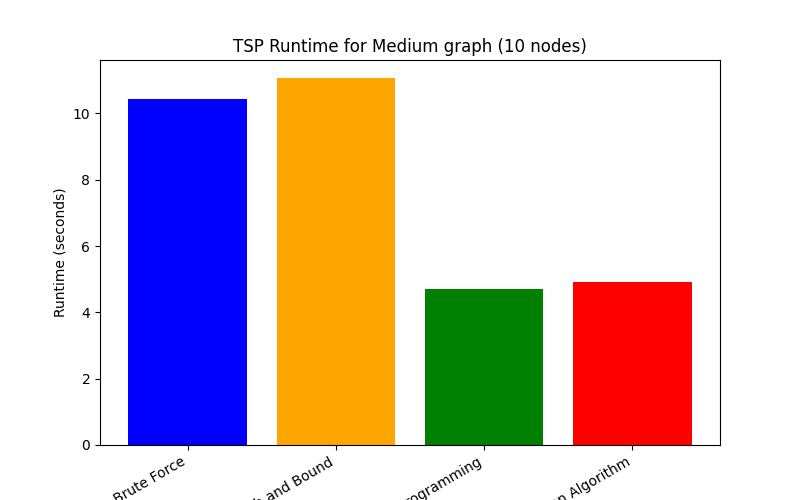 TSP Runtime for Medium graph (10 nodes)
Runtime (seconds)
10
8
6
4
2
0
Brute Force
and Bound
Algorithm